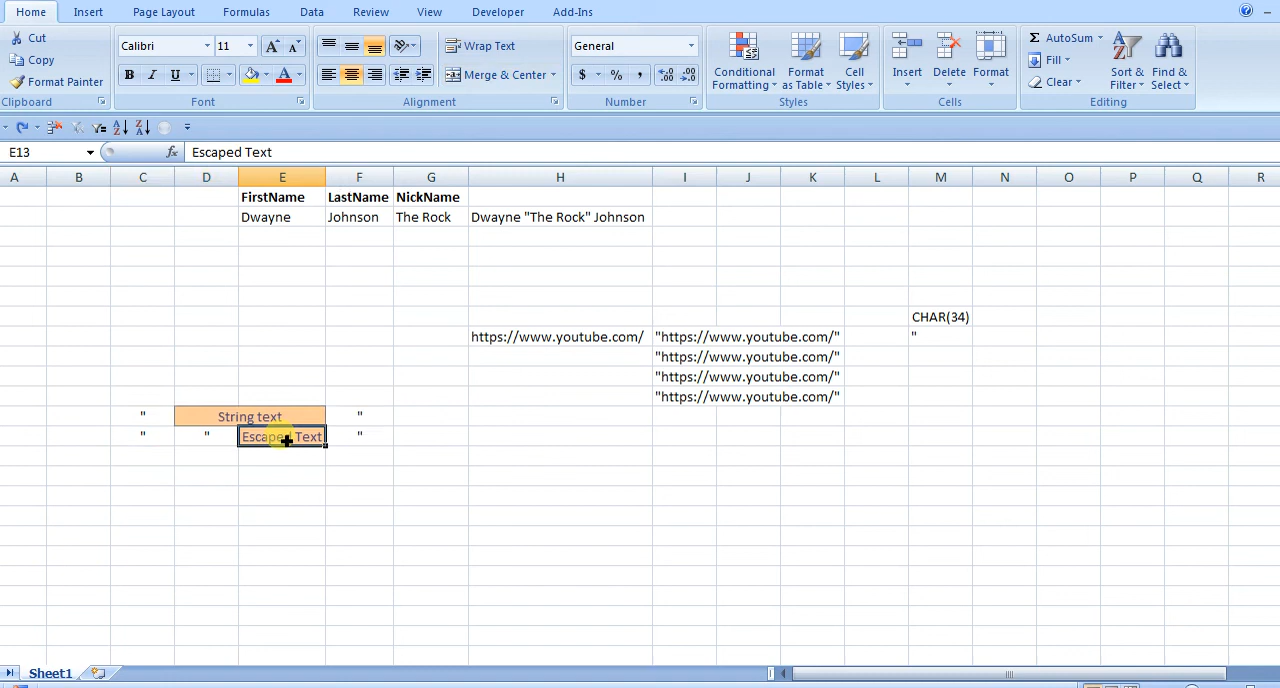 Home Insert Page Layout Formulas Data Review View Developer Add-Ins
Cut
Copy
Format Painter
Clipboard
Calibri 11
B I U A
Font
Wrap Text
Merge & Center
Alignment
General
$ % , .0 .00 .00 .0
Number
Conditional Formatting
Format as Table
Cell Styles
Styles
Insert Delete Format
Cells
Σ AutoSum
Fill
Clear
Sort & Filter
Find & Select
Editing
E13 fx Escaped Text
A B C D E F G H I J K L M N O P Q R
FirstName LastName NickName
Dwayne Johnson The Rock Dwayne "The Rock" Johnson
CHAR(34)
https://www.youtube.com/ "https://www.youtube.com/" "
"https://www.youtube.com/"
"https://www.youtube.com/"
"https://www.youtube.com/"
" String text "
" " Escaped Text "
Sheet1